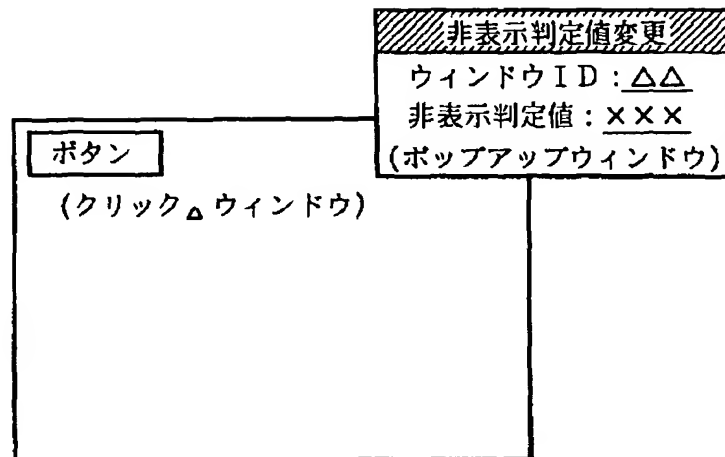 非表示判定値変更
ウィンドウID:△△
非表示判定値:×××
(ポップアップウィンドウ)
ボタン
(クリック△ウィンドウ)